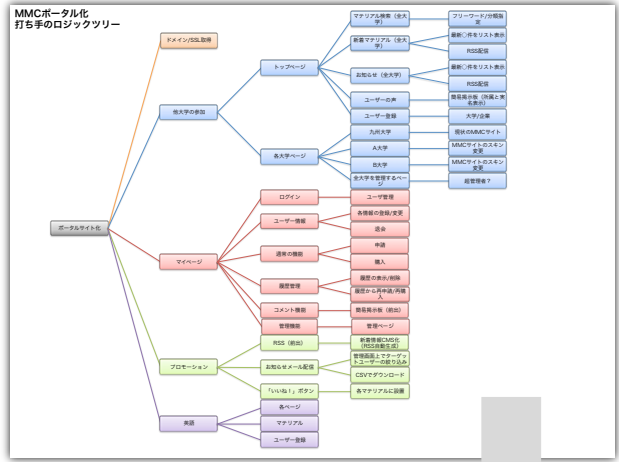 MMCポータル化
打ち手のロジックツリー
ポータルサイト化
ドメイン/SSL取得
他大学の参加
トップページ
マテリアル検索（全大
学）
フリーワード/分類指
定
新着マテリアル（全大
学）
最新○件をリスト表示
RSS配信
お知らせ（全大学）
最新○件をリスト表示
RSS配信
ユーザーの声
簡易掲示板（所属と実
名表示）
ユーザー登録
大学/企業
各大学ページ
九州大学
現状のMMCサイト
A大学
MMCサイトのスキン
変更
B大学
MMCサイトのスキン
変更
全大学を管理するペー
ジ
超管理者？
マイページ
ログイン
ユーザ管理
ユーザー情報
各情報の登録/変更
退会
通常の機能
申請
購入
履歴管理
履歴の表示/削除
履歴から再申請/再購
入
コメント機能
簡易掲示板（前出）
管理機能
管理ページ
プロモーション
RSS（前出）
新着情報CMS化
（RSS自動生成）
お知らせメール配信
管理画面上でターゲッ
トユーザーの絞り込み
CSVでダウンロード
「いいね！」ボタン
各マテリアルに設置
英語
各ページ
マテリアル
ユーザー登録